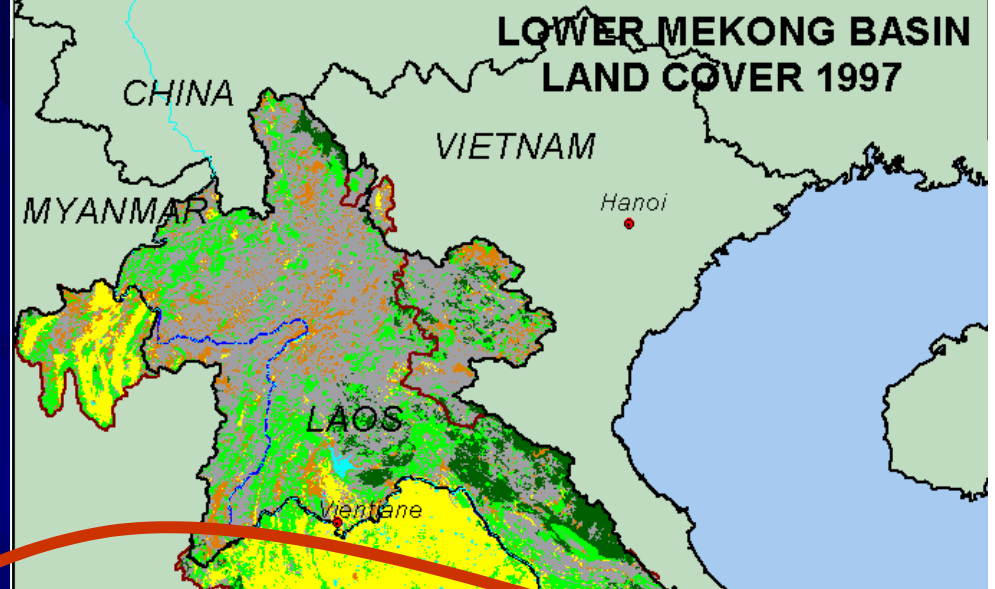 LOWER MEKONG BASIN
LAND COVER 1997
CHINA
VIETNAM
MYANMAR
Hanoi
LAOS
Vientiane